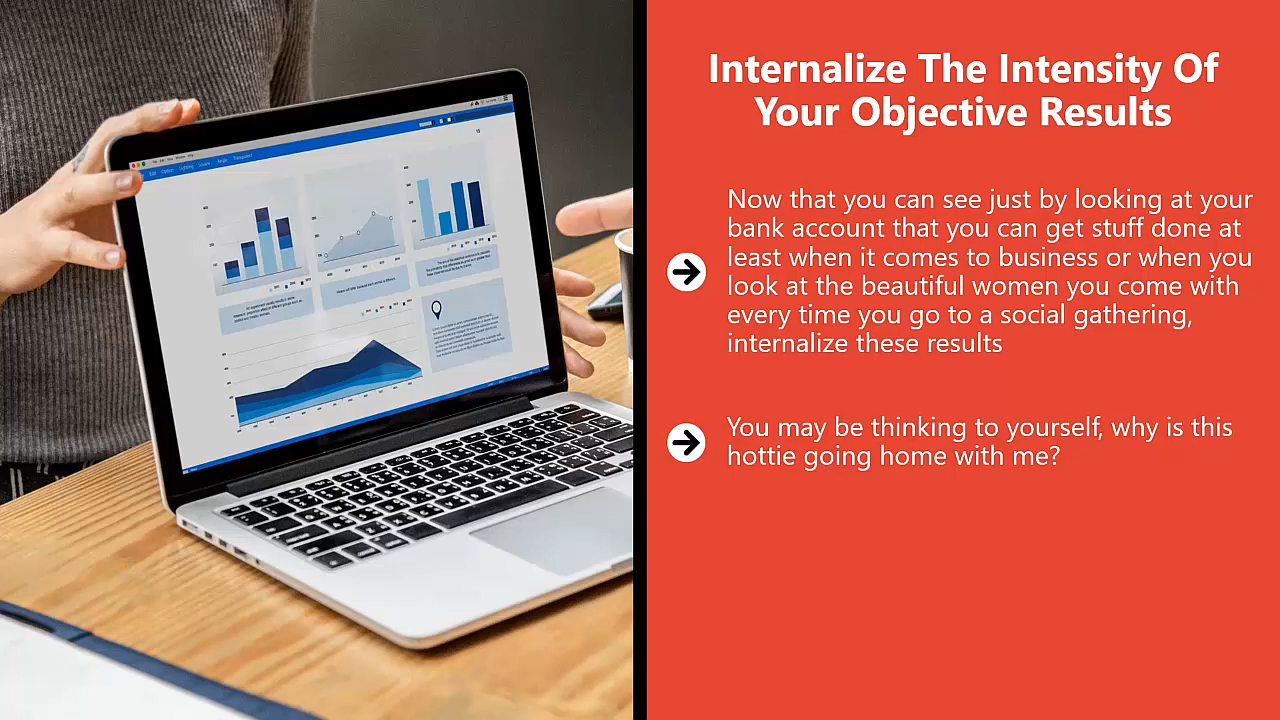 Internalize The Intensity Of
Your Objective Results
Now that you can see just by looking at your
bank account that you can get stuff done at
least when it comes to business or when you
look at the beautiful women you come with
every time you go to a social gathering,
internalize these results
You may be thinking to yourself, why is this
hottie going home with me?